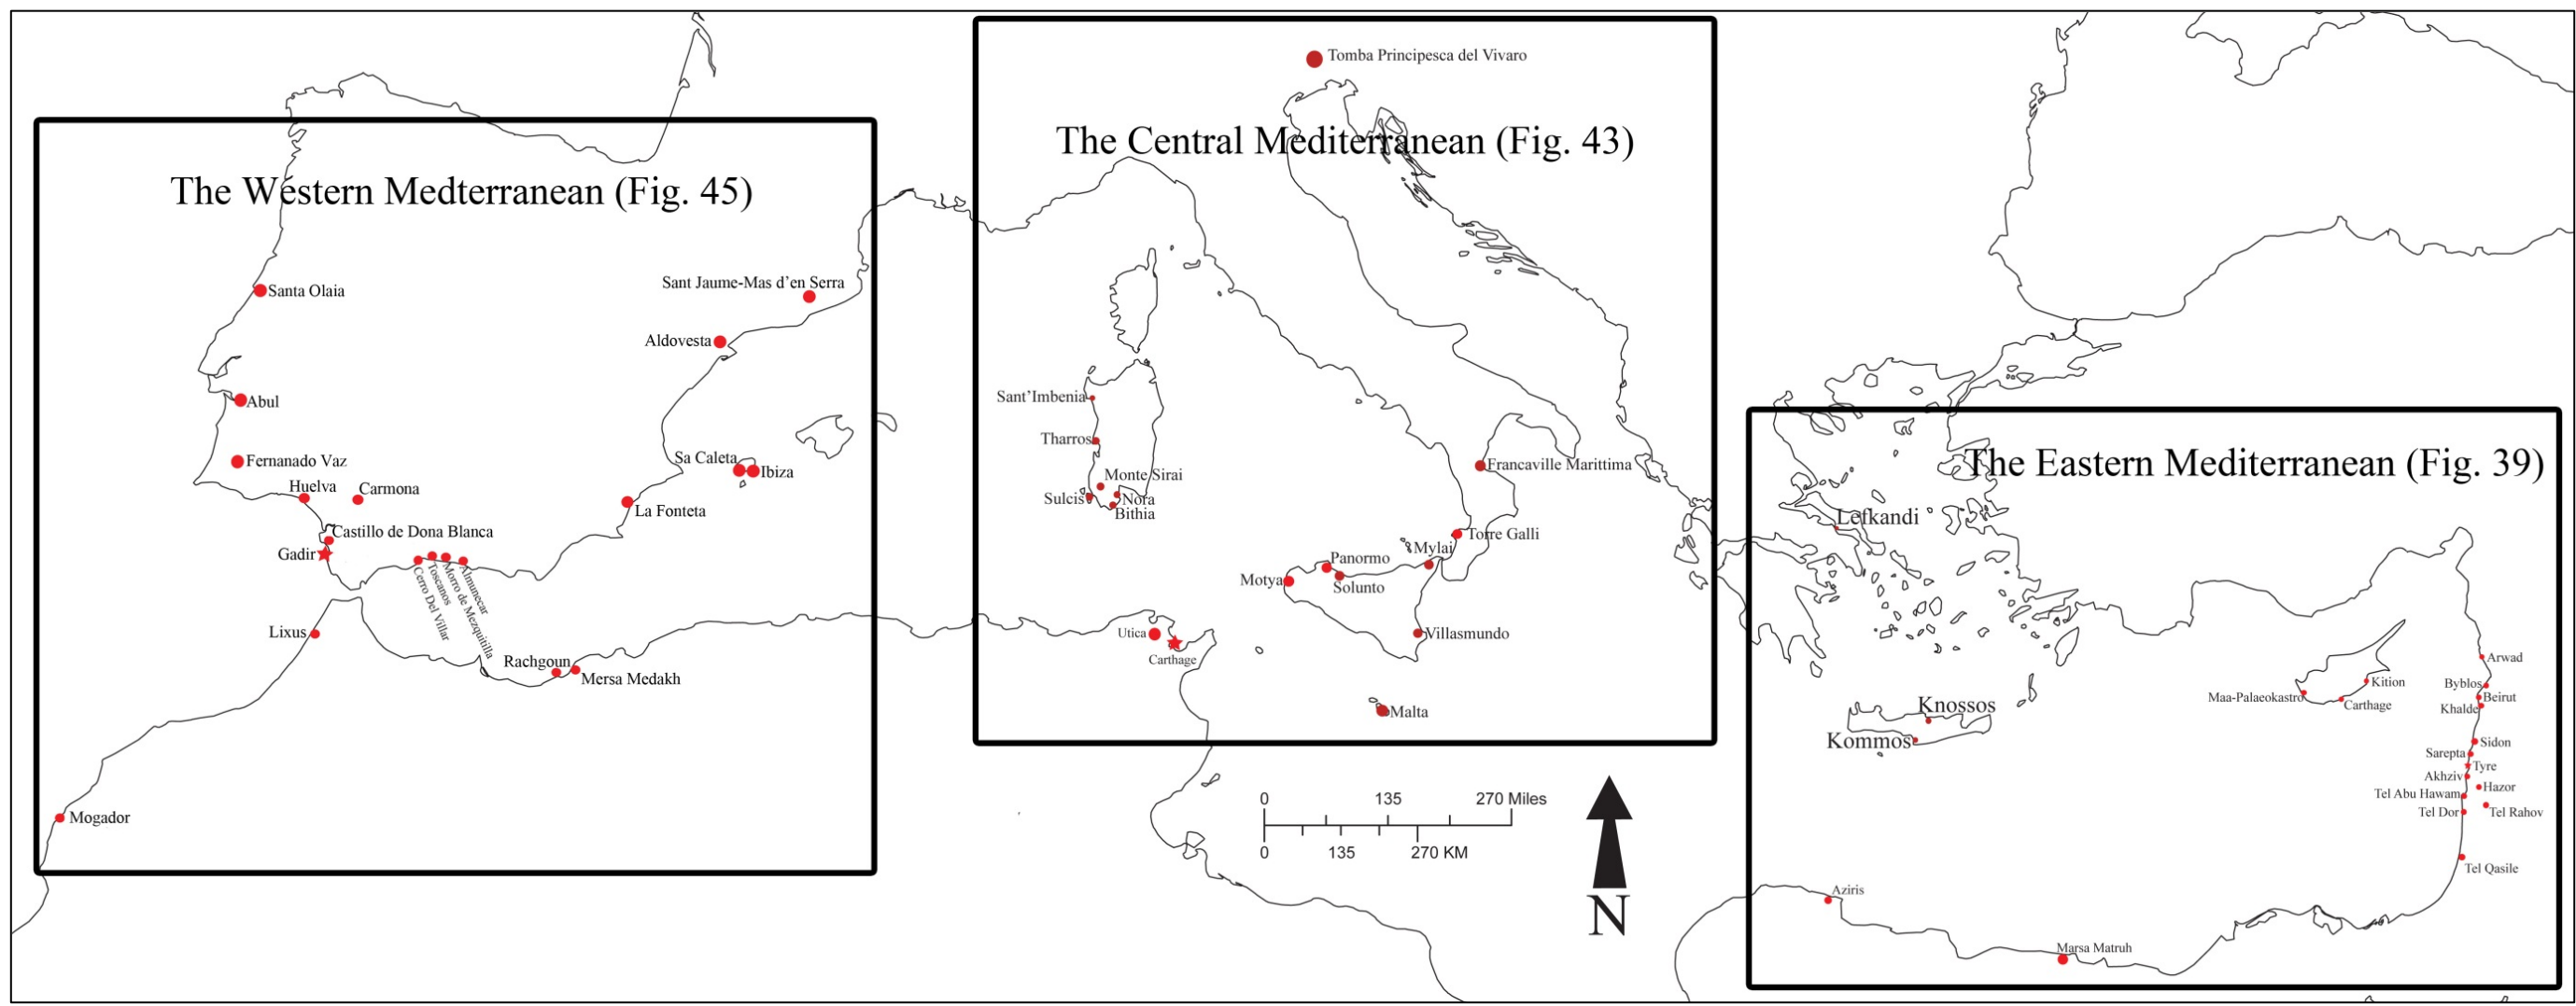 The Western Medterranean (Fig. 45)
Santa Olaia
Sant Jaume-Mas d'en Serra
Aldovesta
Abul
Fernanado Vaz
Sa Caleta
Ibiza
Huelva
Carmona
La Fonteta
Castillo de Dona Blanca
Gadir
Cerro Del Villar
Toscanos
Morro de Mezquitilla
Almunecar
Lixus
Rachgoun
Mersa Medakh
Mogador
Tomba Principesca del Vivaro
The Central Mediterranean (Fig. 43)
Sant'Imbenia
Tharros
Monte Sirai
Sulcis
Nora
Bithia
Francaville Marittima
Torre Galli
Mylai
Panormo
Motya
Solunto
Utica
Carthage
Villasmundo
Malta
0 135 270 Miles
0 135 270 KM
N
The Eastern Mediterranean (Fig. 39)
Lefkandi
Knossos
Kommos
Arwad
Kition
Byblos
Maa-Palaeokastro
Beirut
Carthage
Khalde
Sidon
Sarepta
Tyre
Akhziv
Hazor
Tel Abu Hawam
Tel Dor
Tel Rahov
Tel Qasile
Aziris
Marsa Matruh